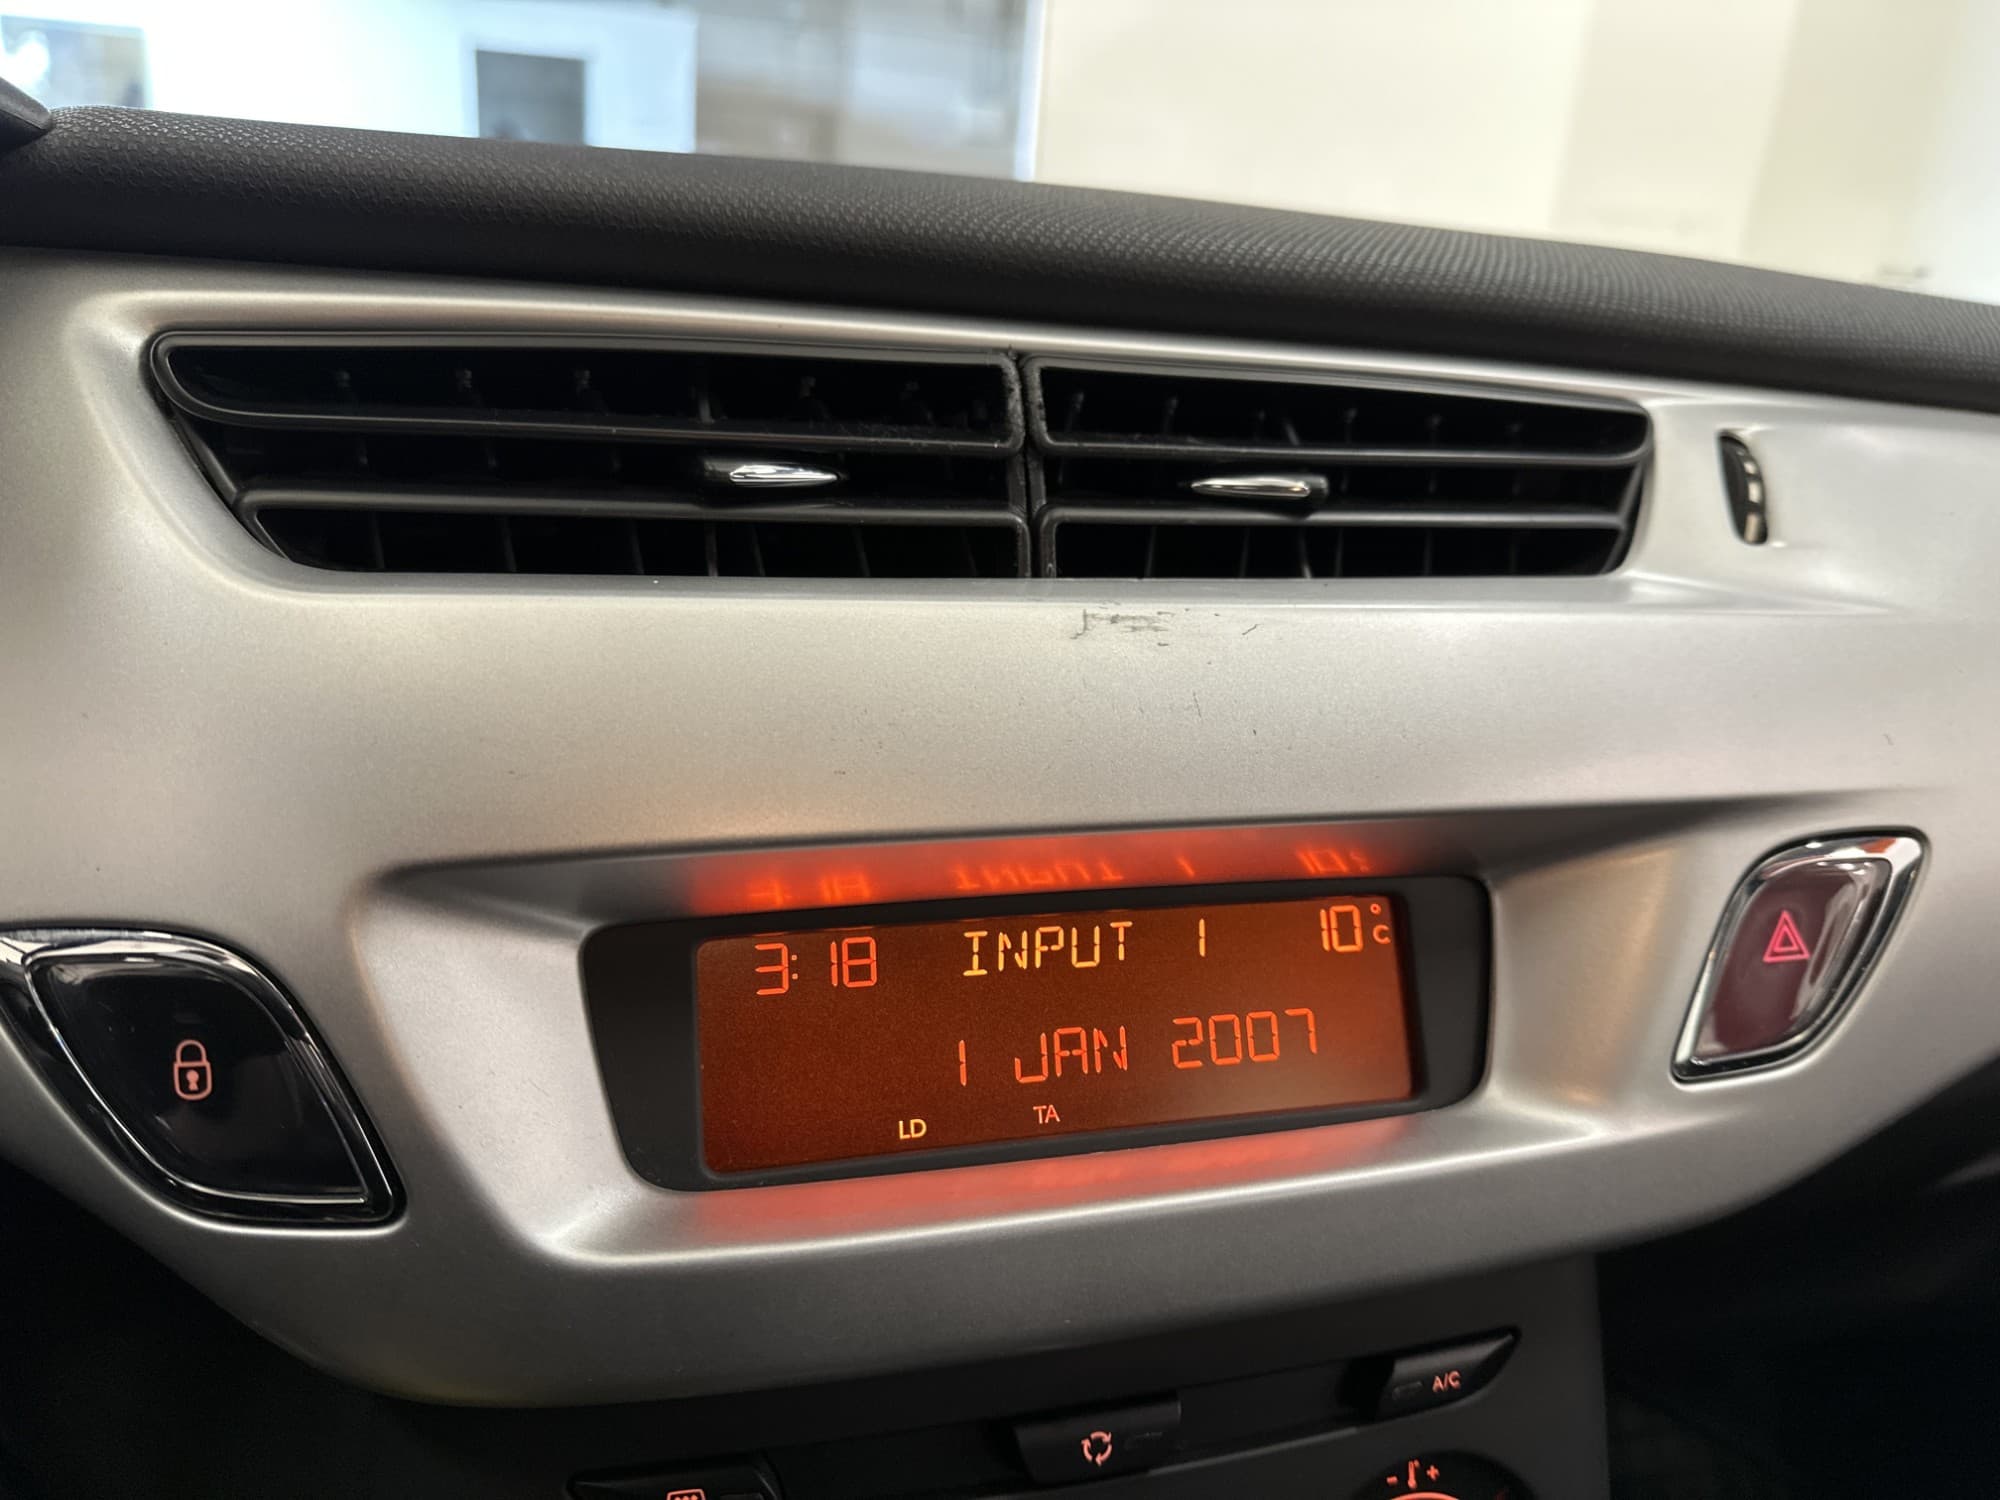 3:18 INPUT 1 10°C
1 JAN 2007
LD TA
A/C
- +